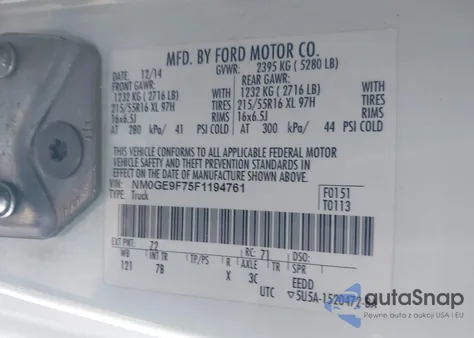 MFD. BY FORD MOTOR CO.
DATE: 12/14 GVWR: 2395 KG ( 5280 LB)
FRONT GAWR: REAR GAWR:
1232 KG ( 2716 LB) WITH 1232 KG ( 2716 LB) WITH
215/55R16 XL 97H TIRES 215/55R16 XL 97H TIRES
16x6.5J RIMS 16x6.5J RIMS
AT 280 kPa/ 41 PSI COLD AT 300 kPa/ 44 PSI COLD
THIS VEHICLE CONFORMS TO ALL APPLICABLE FEDERAL MOTOR
VEHICLE SAFETY AND THEFT PREVENTION STANDARDS IN EFFECT
ON THE DATE OF MANUFACTURE SHOWN ABOVE.
VIN: NM0GE9F75F1194761 F0151
TYPE: Truck T0113
EXT PNT: Z2 RC: 71 DSO:
WB INT TR TP/PS R AXLE TR SPR
121 7B X 3C EEDD
UTC 5U5A-1520472-
autaSnap
Pewne auta z aukcji USA i EU